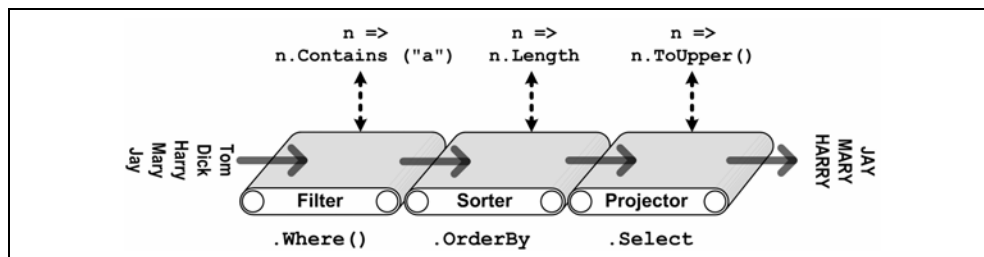 n =>
n.Contains ("a")
n =>
n.Length
n =>
n.ToUpper()
Tom
Dick
Harry
Mary
Jay
Filter
Sorter
Projector
JAY
MARY
HARRY
.Where()
.OrderBy
.Select